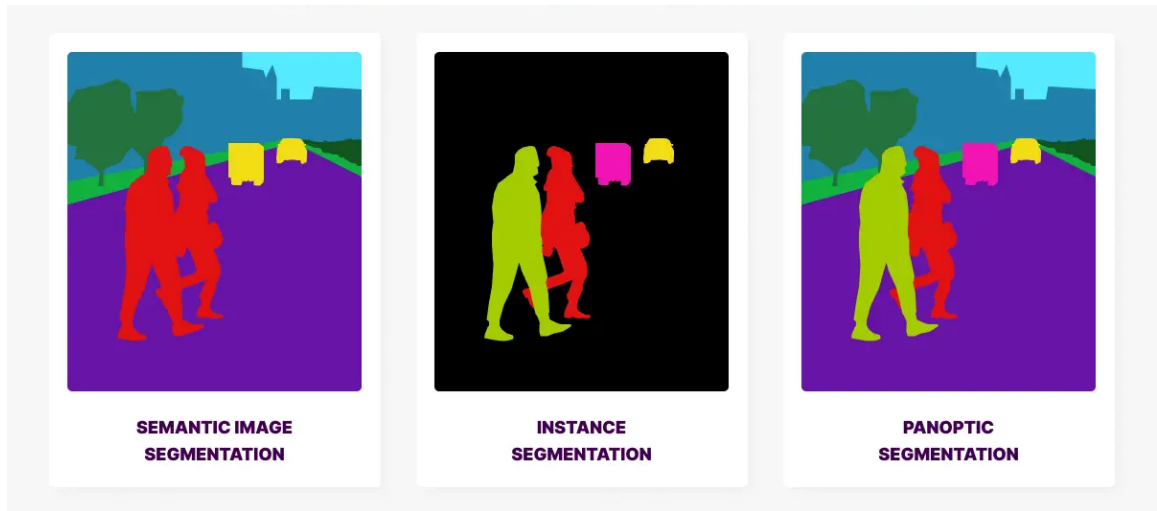 SEMANTIC IMAGE
SEGMENTATION
INSTANCE
SEGMENTATION
PANOPTIC
SEGMENTATION